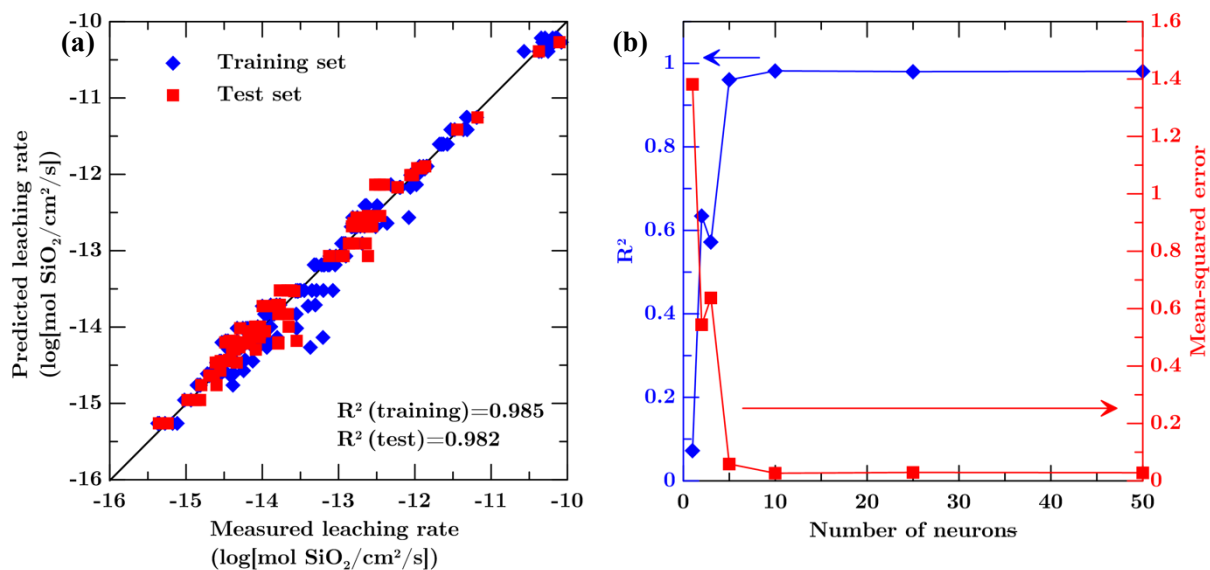 (a)
Training set
Test set
R² (training)=0.985
R² (test)=0.982
-10
-11
-12
-13
-14
-15
-16
Predicted leaching rate
(log[mol SiO₂/cm²/s])
-16
-15
-14
-13
-12
-11
-10
Measured leaching rate
(log[mol SiO₂/cm²/s])
(b)
1
0.8
0.6
0.4
0.2
0
R²
1.6
1.4
1.2
1
0.8
0.6
0.4
0.2
0
Mean-squared error
0
10
20
30
40
50
Number of neurons